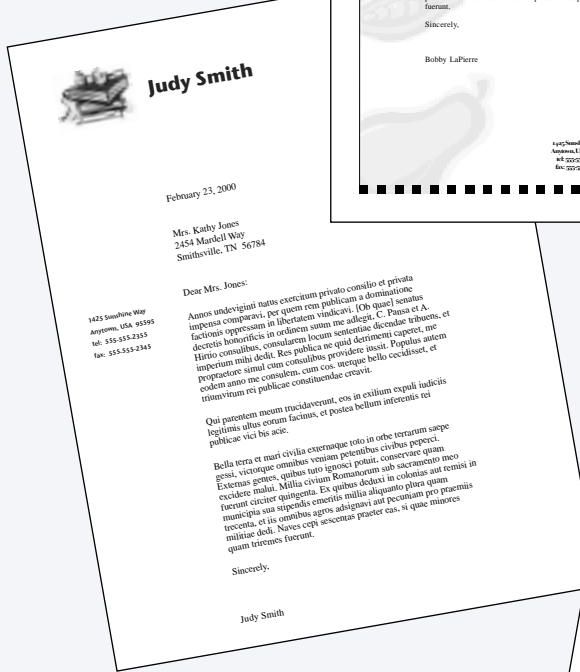 Judy Smith
February 23, 2000
Mrs. Kathy Jones
2454 Mardell Way
Smithsville, TN 56784
Dear Mrs. Jones:
Annos undeviginti natus exercitum privato consilio et privata
impensa comparavi, per quem rem publicam a dominatione
factionis oppressam in libertatem vindicavi. [Ob quae] senatus
decretis honorificis in ordinem suum me adlegit, C. Pansa et A.
Hirtio consulibus, consularem locum sententiae dicendae tribuens, et
imperium mihi dedit. Res publica ne quid detrimenti caperet, me
propraetore simul cum consulibus providere iussit. Populus autem
eodem anno me consulem, cum cos. uterque bello cecidisset, et
triumvirum rei publicae constituendae creavit.
Qui parentem meum trucidaverunt, eos in exilium expuli iudiciis
legitimis ultus eorum facinus, et postea bellum inferentis rei
publicae vici bis acie.
Bella terra et mari civilia externaque toto in orbe terrarum saepe
gessi, victorque omnibus veniam petentibus civibus peperci.
Externas gentes, quibus tuto ignosci potuit, conservare quam
excidere malui. Millia civium Romanorum sub sacramento meo
fuerunt circiter quingenta. Ex quibus deduxi in colonias aut remisi in
municipia sua stipendis emeritis millia aliquanto plura quam
trecenta, et iis omnibus agros adsignavi aut pecuniam pro praemiis
militiae dedi. Naves cepi sescentas praeter eas, si quae minores
quam triremes fuerunt.
Sincerely,
Judy Smith
1425 Sunshine Way
Anytown, USA 95595
tel: 555-555-2355
fax: 555-555-2345
fuerunt.
Sincerely,
Bobby LaPierre
1425 Sunsh
Anytown, U
tel: 555-5
fax: 555-5